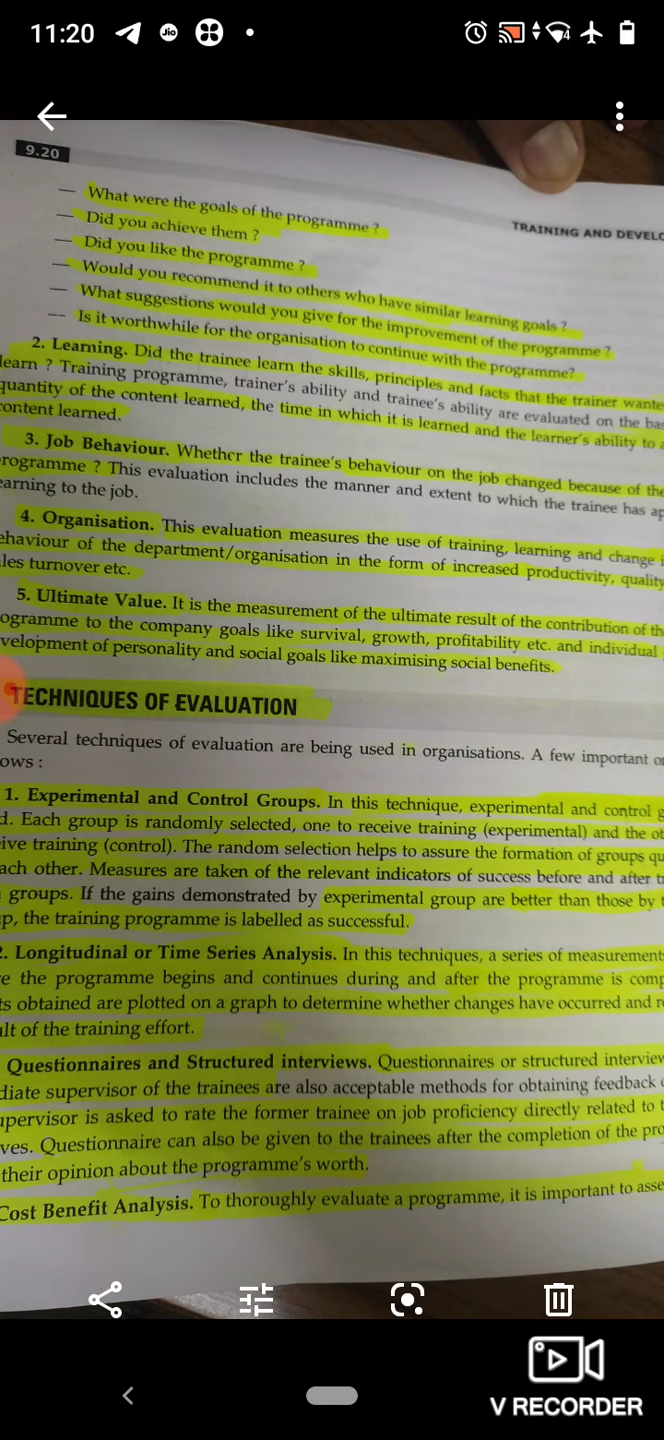 11:20
Jio
4
9.20
TRAINING AND DEVELO
— What were the goals of the programme ?
— Did you achieve them ?
— Did you like the programme ?
— Would you recommend it to others who have similar learning goals ?
— What suggestions would you give for the improvement of the programme ?
-- Is it worthwhile for the organisation to continue with the programme?
2. Learning. Did the trainee learn the skills, principles and facts that the trainer wante
learn ? Training programme, trainer's ability and trainee's ability are evaluated on the bas
quantity of the content learned, the time in which it is learned and the learner's ability to a
content learned.
3. Job Behaviour. Whether the trainee's behaviour on the job changed because of the
rogramme ? This evaluation includes the manner and extent to which the trainee has ap
earning to the job.
4. Organisation. This evaluation measures the use of training, learning and change i
ehaviour of the department/organisation in the form of increased productivity, quality
les turnover etc.
5. Ultimate Value. It is the measurement of the ultimate result of the contribution of th
ogramme to the company goals like survival, growth, profitability etc. and individual
velopment of personality and social goals like maximising social benefits.
TECHNIQUES OF EVALUATION
Several techniques of evaluation are being used in organisations. A few important o
ows :
1. Experimental and Control Groups. In this technique, experimental and control g
d. Each group is randomly selected, one to receive training (experimental) and the ot
ive training (control). The random selection helps to assure the formation of groups qu
ach other. Measures are taken of the relevant indicators of success before and after tr
groups. If the gains demonstrated by experimental group are better than those by t
p, the training programme is labelled as successful.
2. Longitudinal or Time Series Analysis. In this techniques, a series of measurement
re the programme begins and continues during and after the programme is comp
ts obtained are plotted on a graph to determine whether changes have occurred and r
ult of the training effort.
Questionnaires and Structured interviews. Questionnaires or structured interview
diate supervisor of the trainees are also acceptable methods for obtaining feedback
upervisor is asked to rate the former trainee on job proficiency directly related to t
ves. Questionnaire can also be given to the trainees after the completion of the pro
their opinion about the programme's worth.
Cost Benefit Analysis. To thoroughly evaluate a programme, it is important to asse
V RECORDER